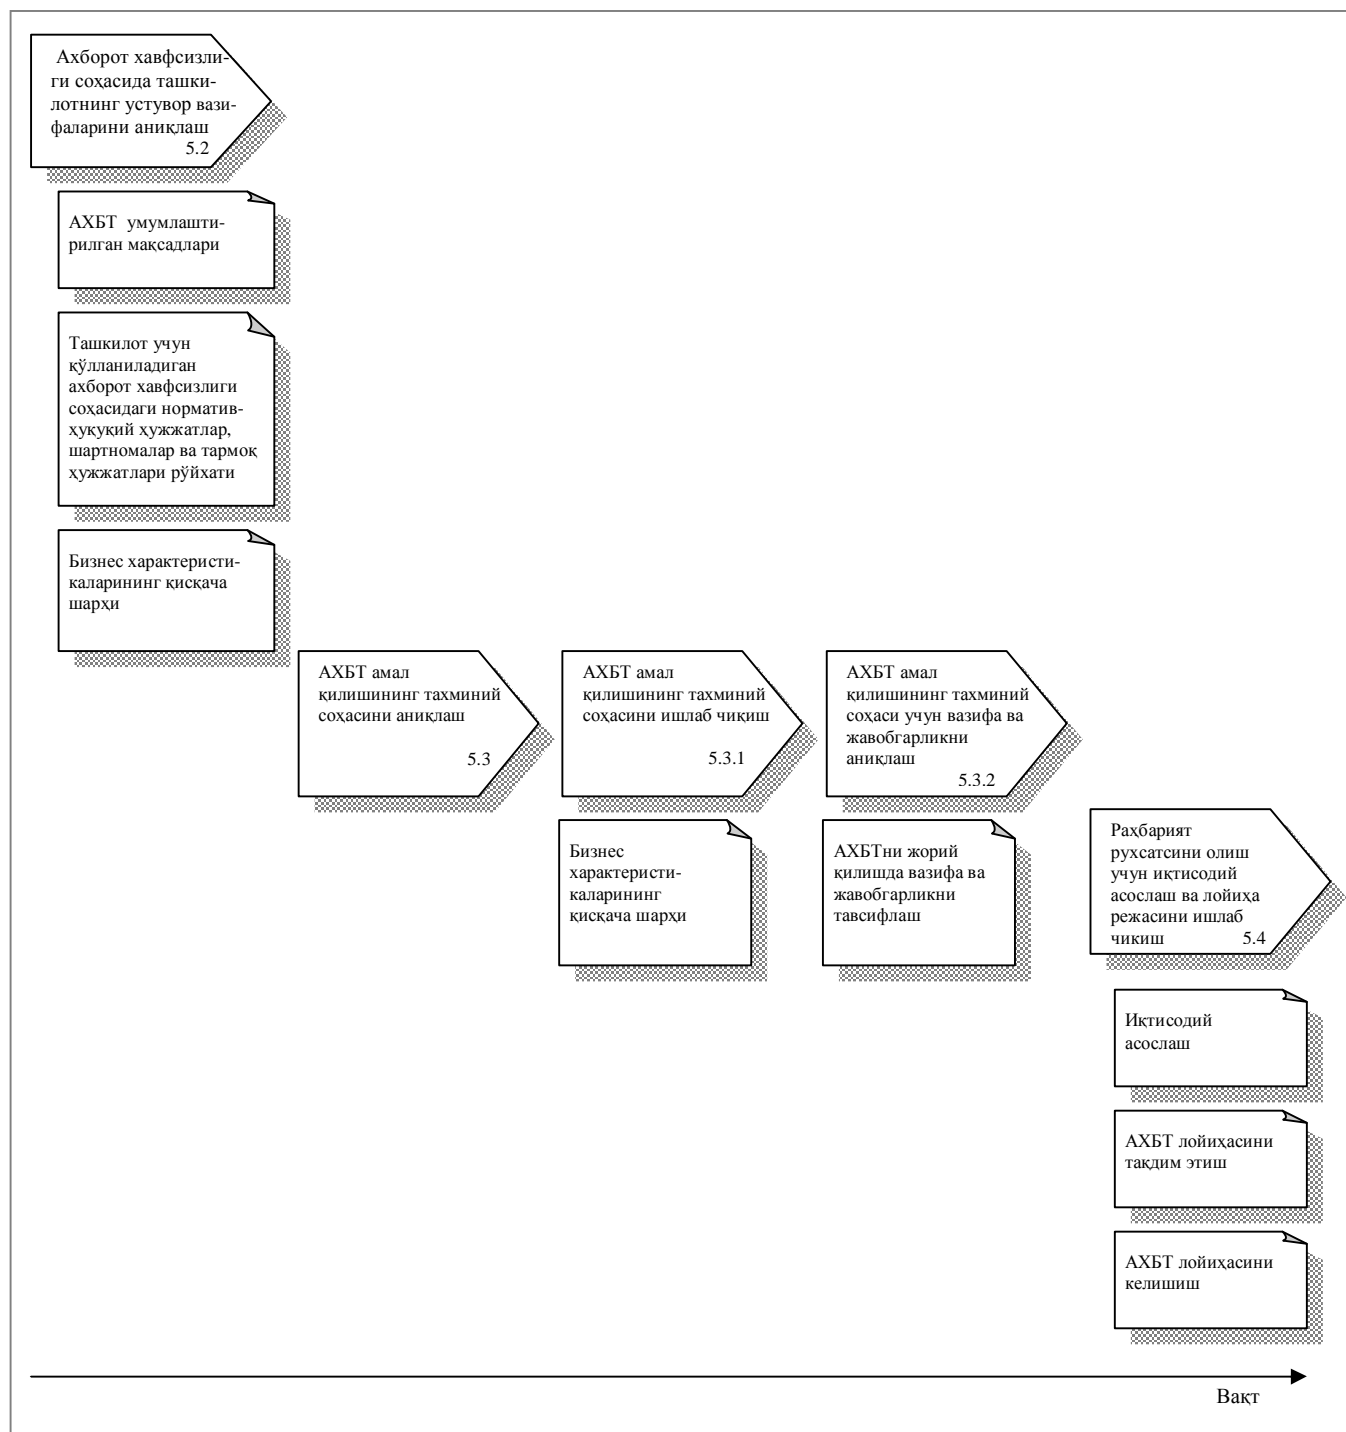 Ахборот хавфсизли-
ги соҳасида ташки-
лотнинг устувор вази-
фаларини аниқлаш
5.2
АХБТ умумлашти-
рилган мақсадлари
Ташкилот учун
қўлланиладиган
ахборот хавфсизлиги
соҳасидаги норматив-
ҳуқуқий ҳужжатлар,
шартномалар ва тармоқ
ҳужжатлари рўйхати
Бизнес характеристи-
каларининг қисқача
шарҳи
АХБТ амал
қилишининг тахминий
соҳасини аниқлаш
5.3
АХБТ амал
қилишининг тахминий
соҳасини ишлаб чиқиш
5.3.1
АХБТ амал
қилишининг тахминий
соҳаси учун вазифа ва
жавобгарликни
аниқлаш
5.3.2
Бизнес
характеристи-
каларининг
қисқача шарҳи
АХБТни жорий
қилишда вазифа ва
жавобгарликни
тавсифлаш
Раҳбарият
рухсатсини олиш
учун иқтисодий
асослаш ва лойиҳа
режасини ишлаб
чикиш 5.4
Иқтисодий
асослаш
АХБТ лойиҳасини
тақдим этиш
АХБТ лойиҳасини
келишиш
Вақт